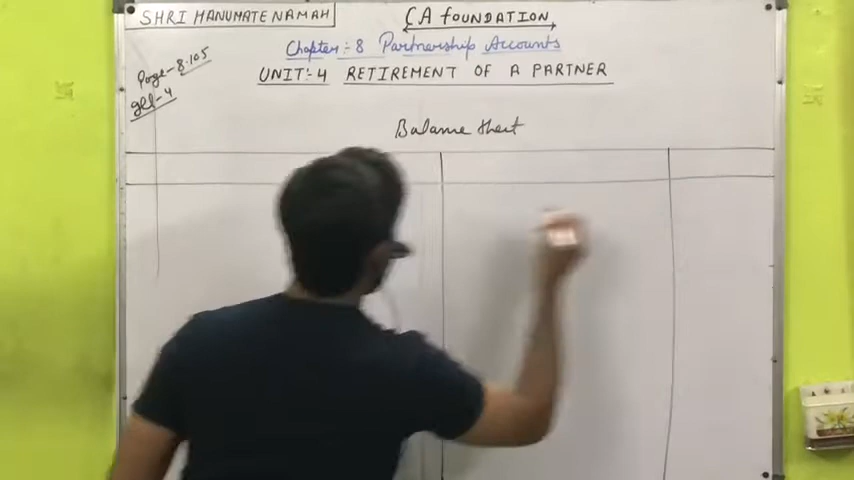 SHRI HANUMATE NAMAH
CA FOUNDATION
Chapter:- 8 Partnership Accounts
UNIT:- 4 RETIREMENT OF A PARTNER
Page - 8.105
Ill - 4
Balance Sheet